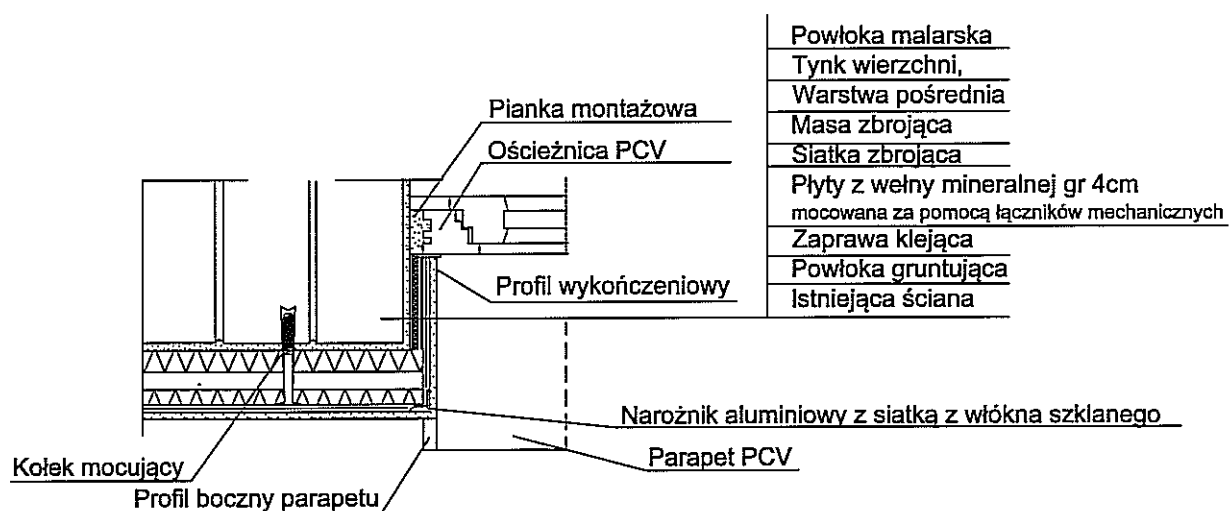 Powłoka malarska
Tynk wierzchni,
Warstwa pośrednia
Masa zbrojąca
Siatka zbrojąca
Płyty z wełny mineralnej gr 4cm
mocowana za pomocą łączników mechanicznych
Zaprawa klejąca
Powłoka gruntująca
Istniejąca ściana
Pianka montażowa
Ościeżnica PCV
Profil wykończeniowy
Narożnik aluminiowy z siatką z włókna szklanego
Parapet PCV
Kołek mocujący
Profil boczny parapetu